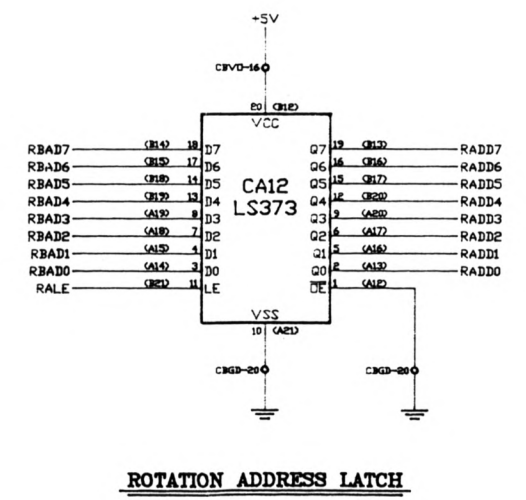 +5V
CBVD-16
20 (B12)
VCC
RBAD7 (B14) 18 D7 Q7 19 (B13) RADD7
RBAD6 (B15) 17 D6 Q6 16 (B16) RADD6
RBAD5 (B18) 14 D5 CA12 Q5 15 (B17) RADD5
RBAD4 (B19) 13 D4 LS373 Q4 12 (B20) RADD4
RBAD3 (A19) 8 D3 Q3 9 (A20) RADD3
RBAD2 (A18) 7 D2 Q2 6 (A17) RADD2
RBAD1 (A15) 4 D1 Q1 5 (A16) RADD1
RBAD0 (A14) 3 D0 Q0 2 (A13) RADD0
RALE (B21) 11 LE OE 1 (A12)
VSS
10 (A21)
CBGD-20 CBGD-20
ROTATION ADDRESS LATCH